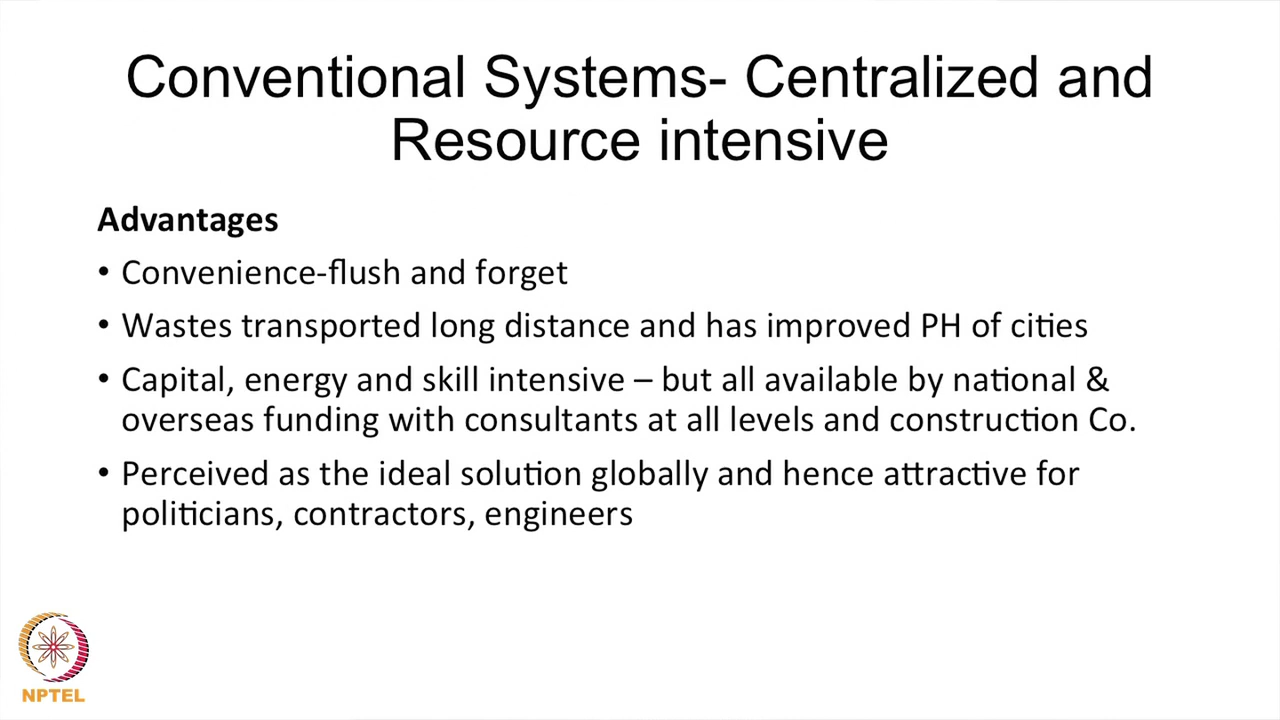 Conventional Systems- Centralized and
Resource intensive
Advantages
• Convenience-flush and forget
• Wastes transported long distance and has improved PH of cities
• Capital, energy and skill intensive – but all available by national &
overseas funding with consultants at all levels and construction Co.
• Perceived as the ideal solution globally and hence attractive for
politicians, contractors, engineers
NPTEL